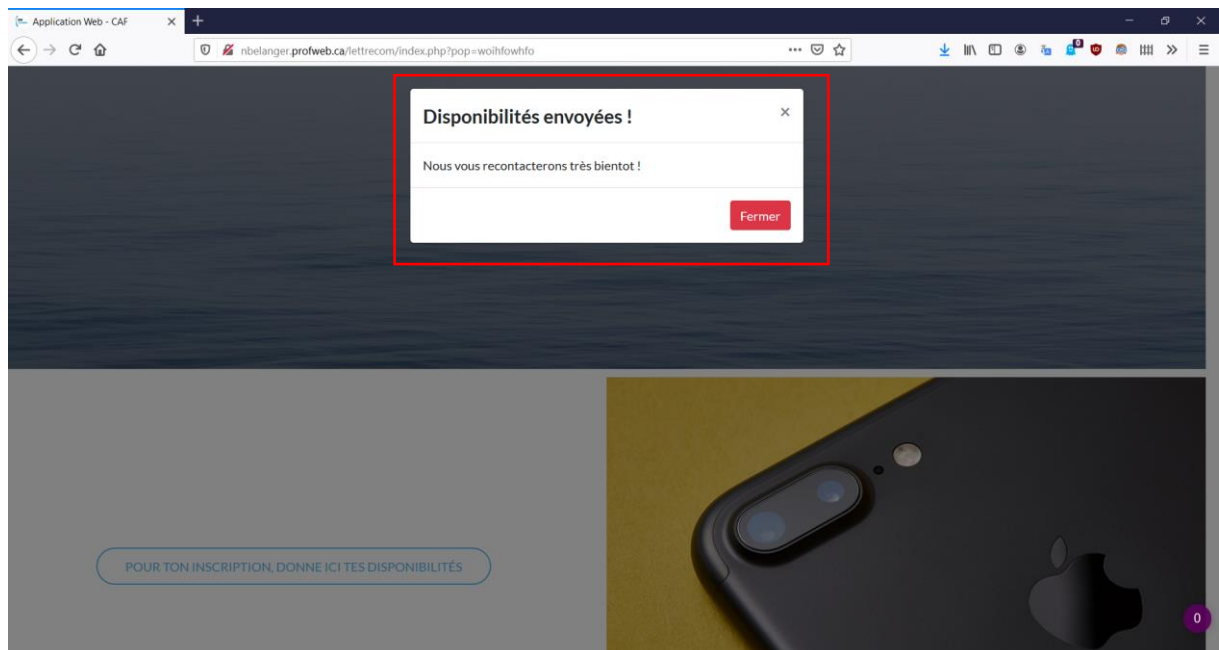 Application Web - CAF
nbelanger.profweb.ca/lettrecom/index.php?pop=woihfowhfo
Disponibilités envoyées !
×
Nous vous recontacterons très bientot !
Fermer
POUR TON INSCRIPTION, DONNE ICI TES DISPONIBILITÉS
0